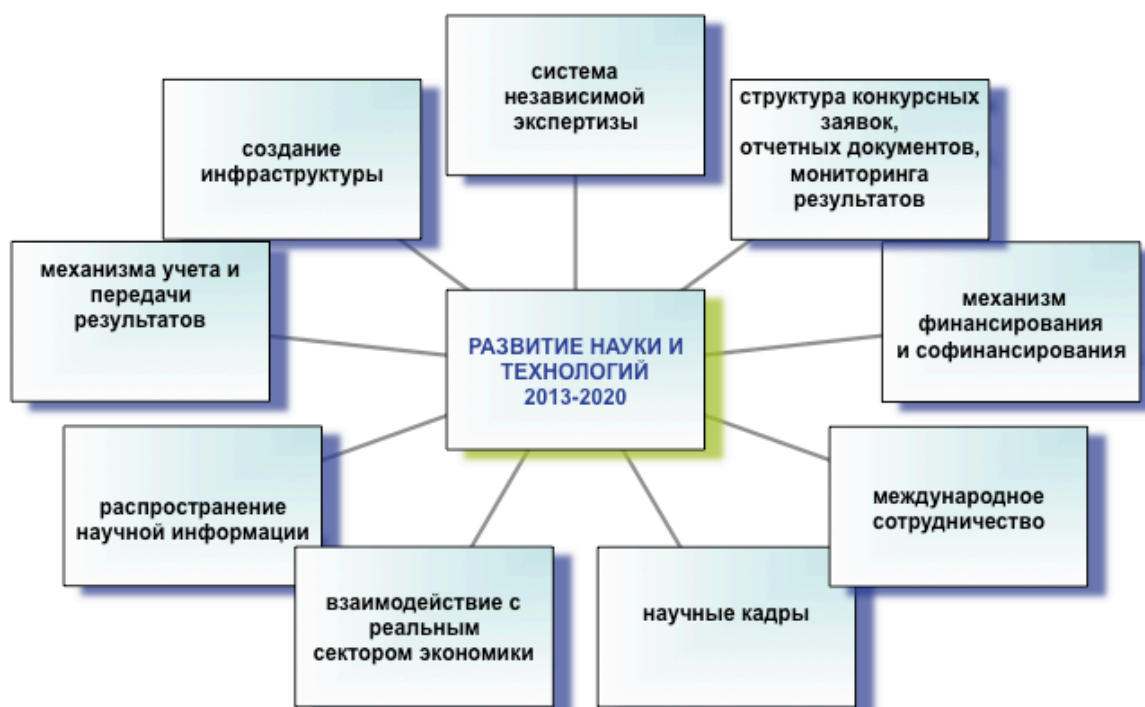 система
независимой
экспертизы
структура конкурсных
заявок,
отчетных документов,
мониторинга
результатов
создание
инфраструктуры
механизма учета и
передачи
результатов
механизм
финансирования
и софинансирования
РАЗВИТИЕ НАУКИ И
ТЕХНОЛОГИЙ
2013-2020
распространение
научной информации
международное
сотрудничество
взаимодействие с
реальным
сектором экономики
научные кадры